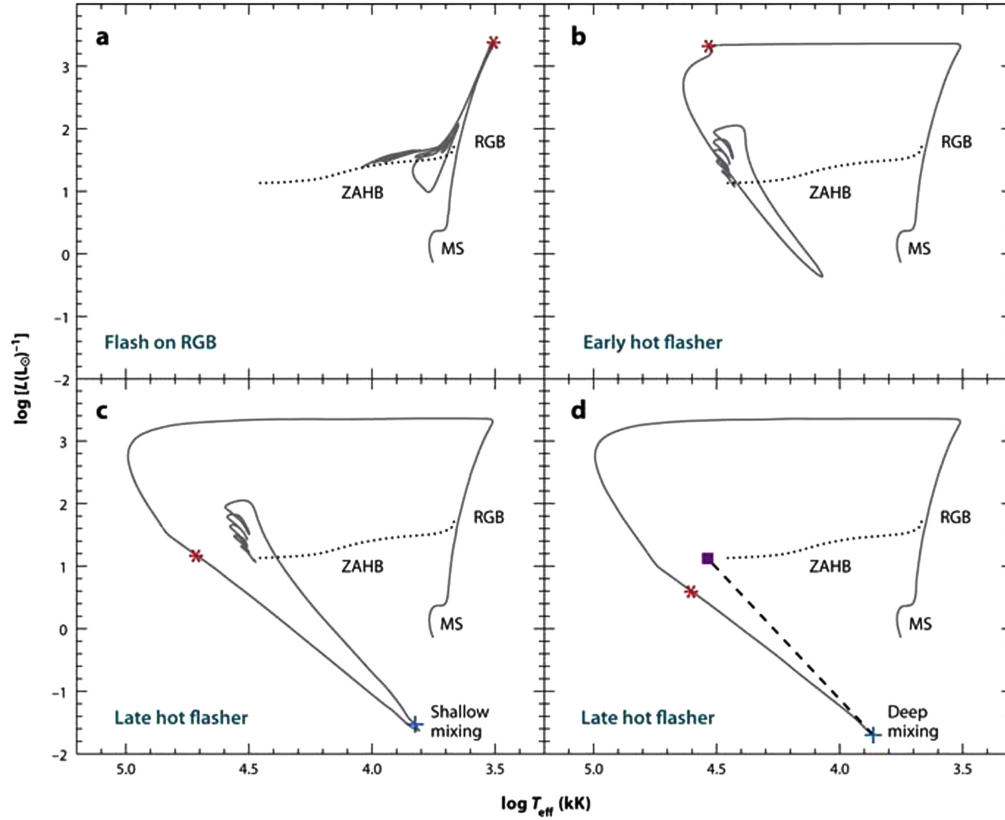 a
b
3
2
RGB
RGB
1
ZAHB
ZAHB
0
MS
MS
−1
Flash on RGB
Early hot flasher
−2
log [L(L⊙)⁻¹]
c
d
3
2
RGB
RGB
1
ZAHB
ZAHB
0
MS
MS
−1
Late hot flasher
Shallow
mixing
Late hot flasher
Deep
mixing
−2
5.0 4.5 4.0 3.5 5.0 4.5 4.0 3.5
log Teff (kK)